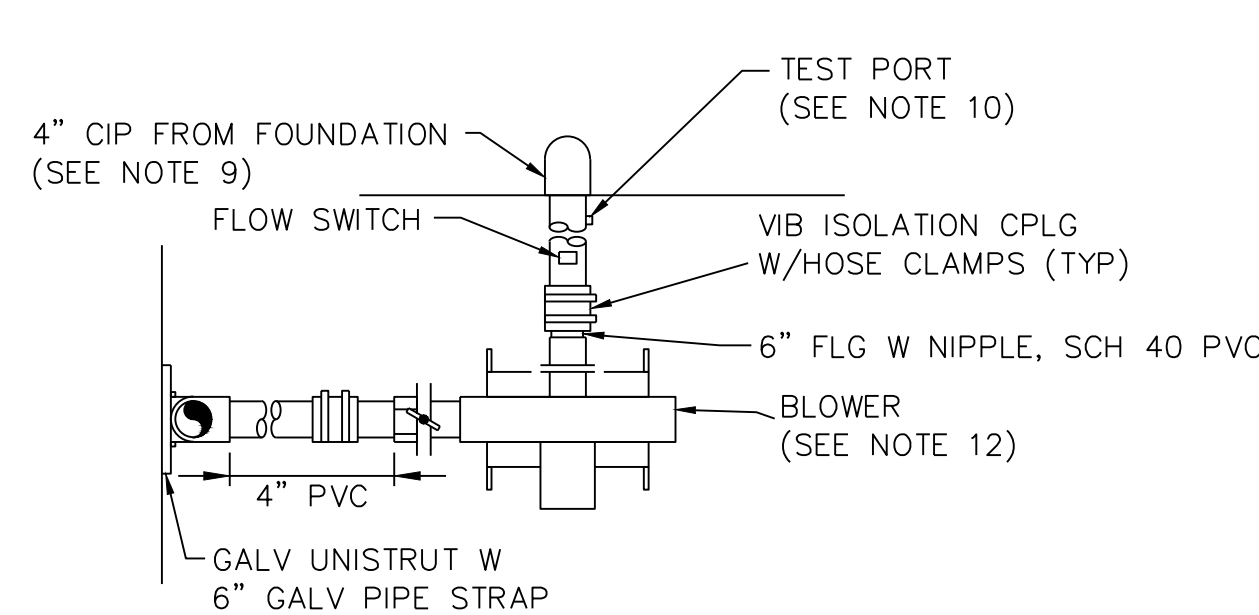 TEST PORT
(SEE NOTE 10)
4” CIP FROM FOUNDATION
(SEE NOTE 9)
FLOW SWITCH
VIB ISOLATION CPLG
W/HOSE CLAMPS (TYP)
6” FLG W NIPPLE, SCH 40 PVC
BLOWER
(SEE NOTE 12)
4” PVC
GALV UNISTRUT W
6” GALV PIPE STRAP